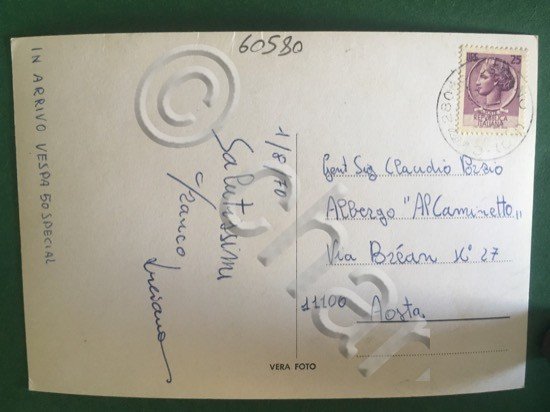 60580
IN ARRIVO VESPA 50 SPECIAL
1/8/70
Salutissimi
Franco Luciano
£ 25
REPUBBLICA
ITALIANA
Gent Sig Claudio
Albergo "Al Caminetto"
Via Bréan N° 27
11100 Aosta
VERA FOTO
©